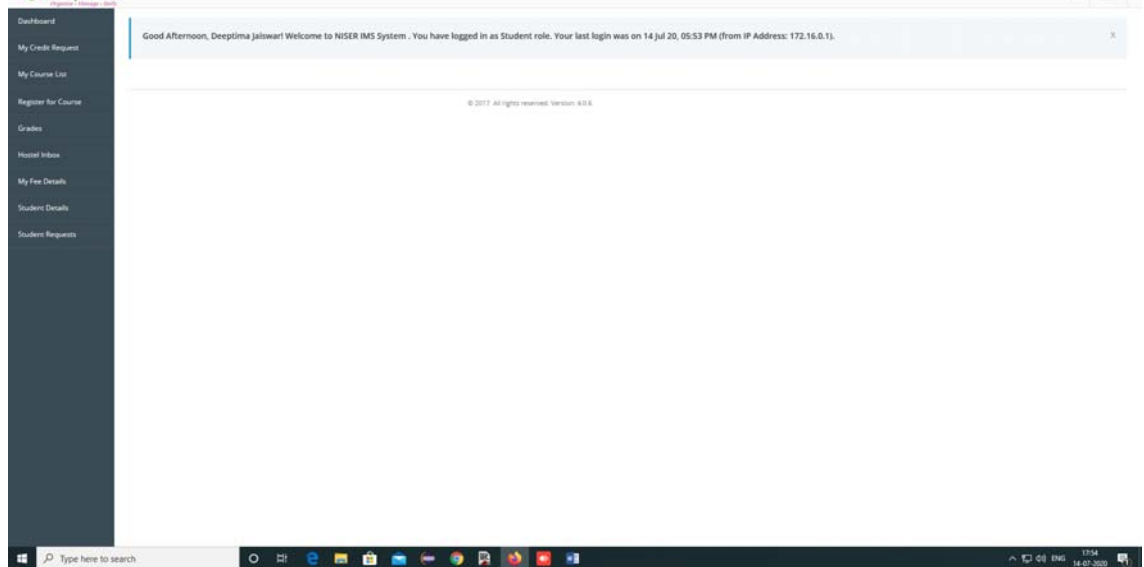 Organise - Manage - Unify
Dashboard
My Credit Request
My Course List
Register for Course
Grades
Hostel Inbox
My Fee Details
Student Details
Student Requests
Good Afternoon, Deeptima Jaiswar! Welcome to NISER IMS System . You have logged in as Student role. Your last login was on 14 Jul 20, 05:53 PM (from IP Address: 172.16.0.1).
X
© 2017 All rights reserved. Version: 4.0.6
Type here to search
ENG
17:54
14-07-2020